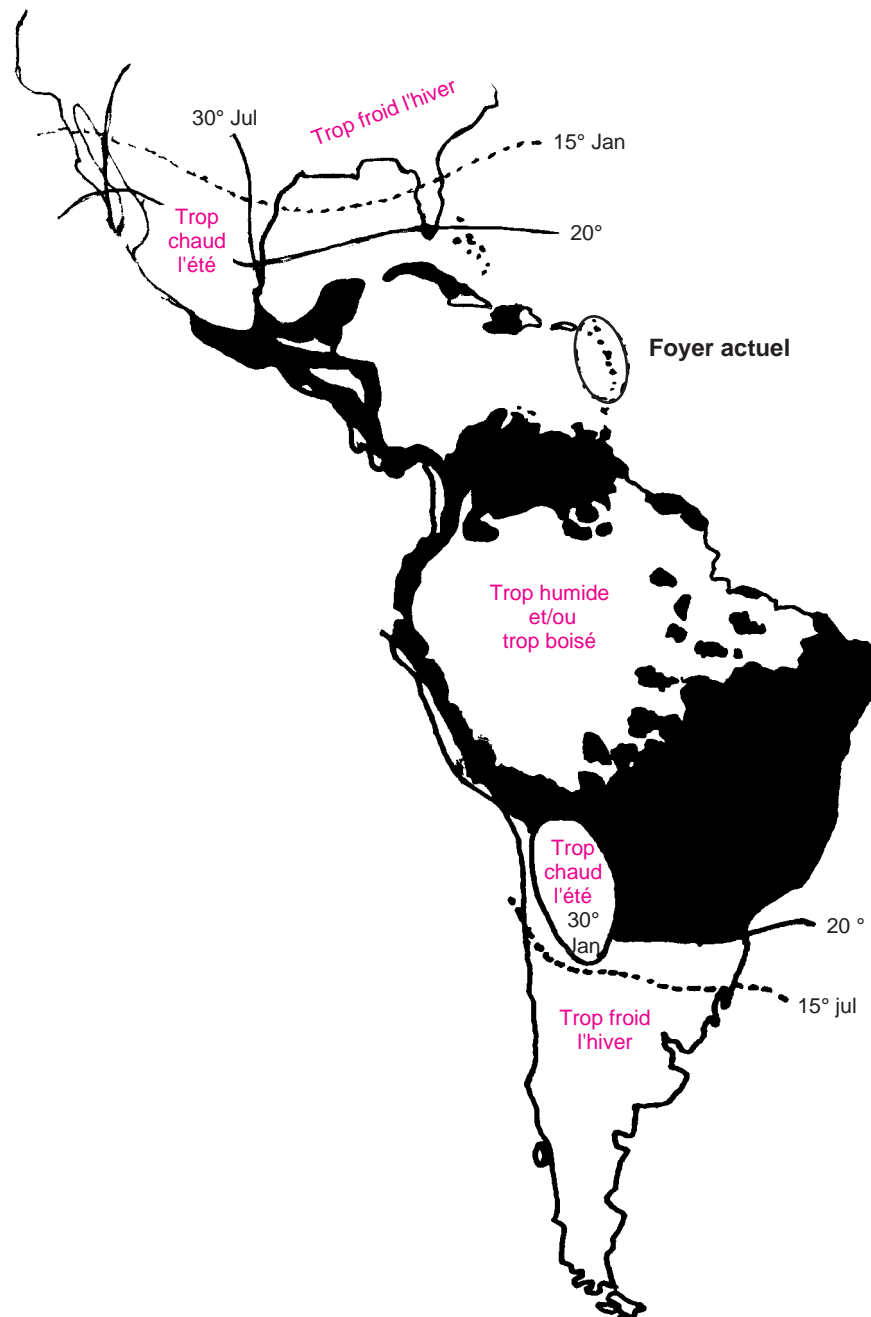 Trop froid l'hiver
30° Jul
15° Jan
Trop
chaud
l'été
20°
Foyer actuel
Trop humide
et/ou
trop boisé
Trop
chaud
l'été
30°
Jan
20 °
15° jul
Trop froid
l'hiver